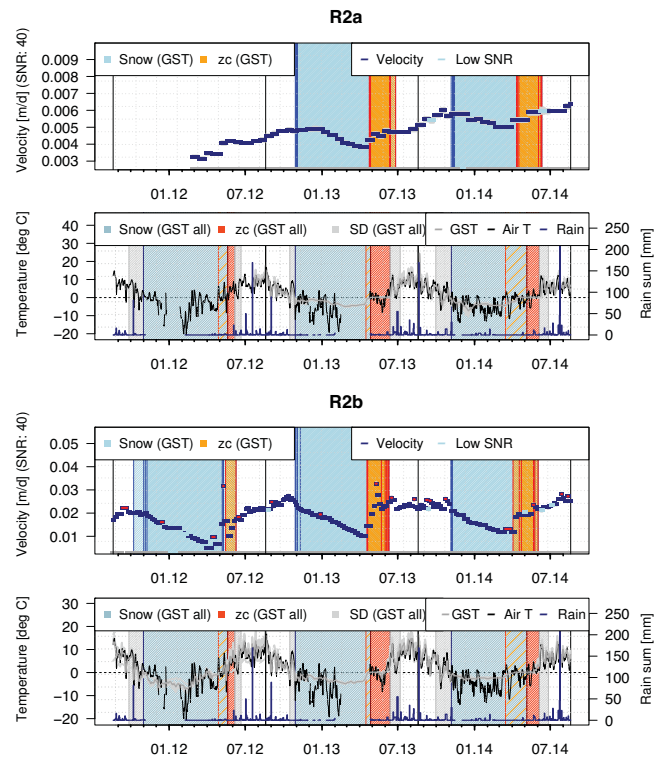 R2a
Velocity [m/d] (SNR: 40)
0.009
0.008
0.007
0.006
0.005
0.004
0.003
Snow (GST)
zc (GST)
Velocity
Low SNR
01.12
07.12
01.13
07.13
01.14
07.14
Temperature [deg C]
40
30
20
10
0
−10
−20
Snow (GST all)
zc (GST all)
SD (GST all)
GST
Air T
Rain
250
200
150
100
50
0
Rain sum [mm]
01.12
07.12
01.13
07.13
01.14
07.14
R2b
Velocity [m/d] (SNR: 40)
0.05
0.04
0.03
0.02
0.01
Snow (GST)
zc (GST)
Velocity
Low SNR
01.12
07.12
01.13
07.13
01.14
07.14
Temperature [deg C]
30
20
10
0
−10
−20
Snow (GST all)
zc (GST all)
SD (GST all)
GST
Air T
Rain
250
200
150
100
50
0
Rain sum [mm]
01.12
07.12
01.13
07.13
01.14
07.14